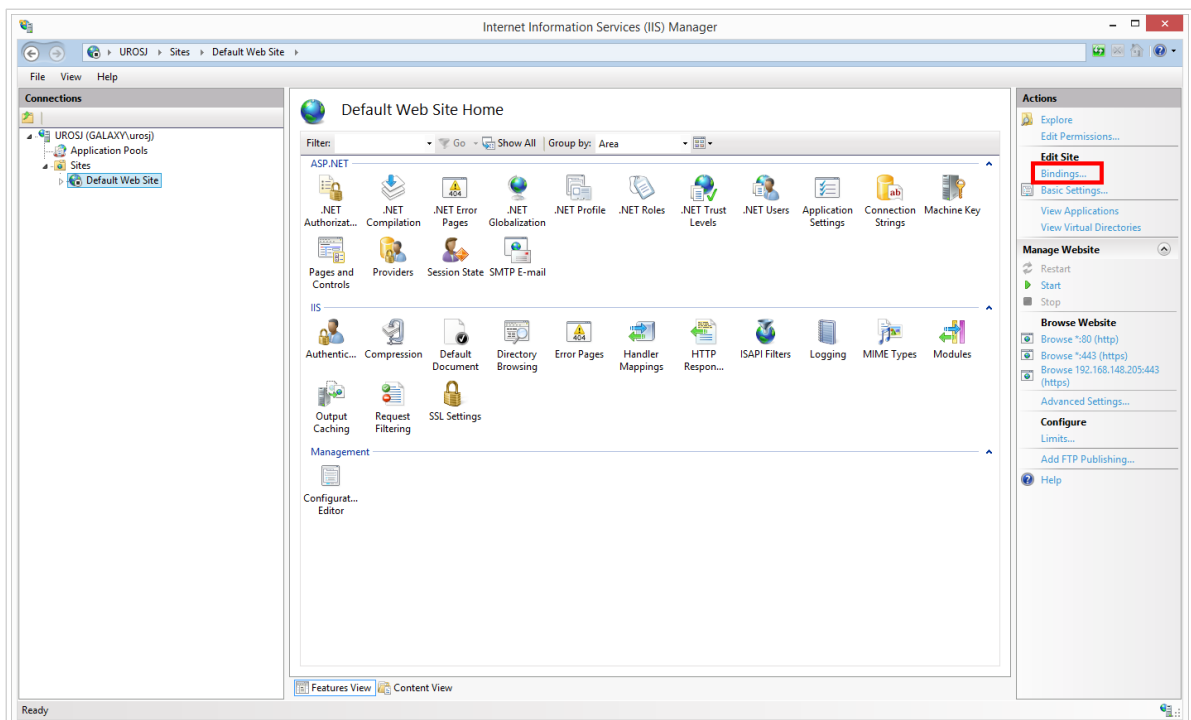 Internet Information Services (IIS) Manager
UROSJ Sites Default Web Site
File View Help
Connections
UROSJ (GALAXY\urosj)
Application Pools
Sites
Default Web Site
Default Web Site Home
Filter: Go Show All Group by: Area
ASP.NET
.NET Authorizat...
.NET Compilation
.NET Error Pages
.NET Globalization
.NET Profile
.NET Roles
.NET Trust Levels
.NET Users
Application Settings
Connection Strings
Machine Key
Pages and Controls
Providers
Session State
SMTP E-mail
IIS
Authentic...
Compression
Default Document
Directory Browsing
Error Pages
Handler Mappings
HTTP Respon...
ISAPI Filters
Logging
MIME Types
Modules
Output Caching
Request Filtering
SSL Settings
Management
Configurat... Editor
Features View Content View
Ready
Actions
Explore
Edit Permissions...
Edit Site
Bindings...
Basic Settings...
View Applications
View Virtual Directories
Manage Website
Restart
Start
Stop
Browse Website
Browse *:80 (http)
Browse *:443 (https)
Browse 192.168.148.205:443
(https)
Advanced Settings...
Configure
Limits...
Add FTP Publishing...
Help